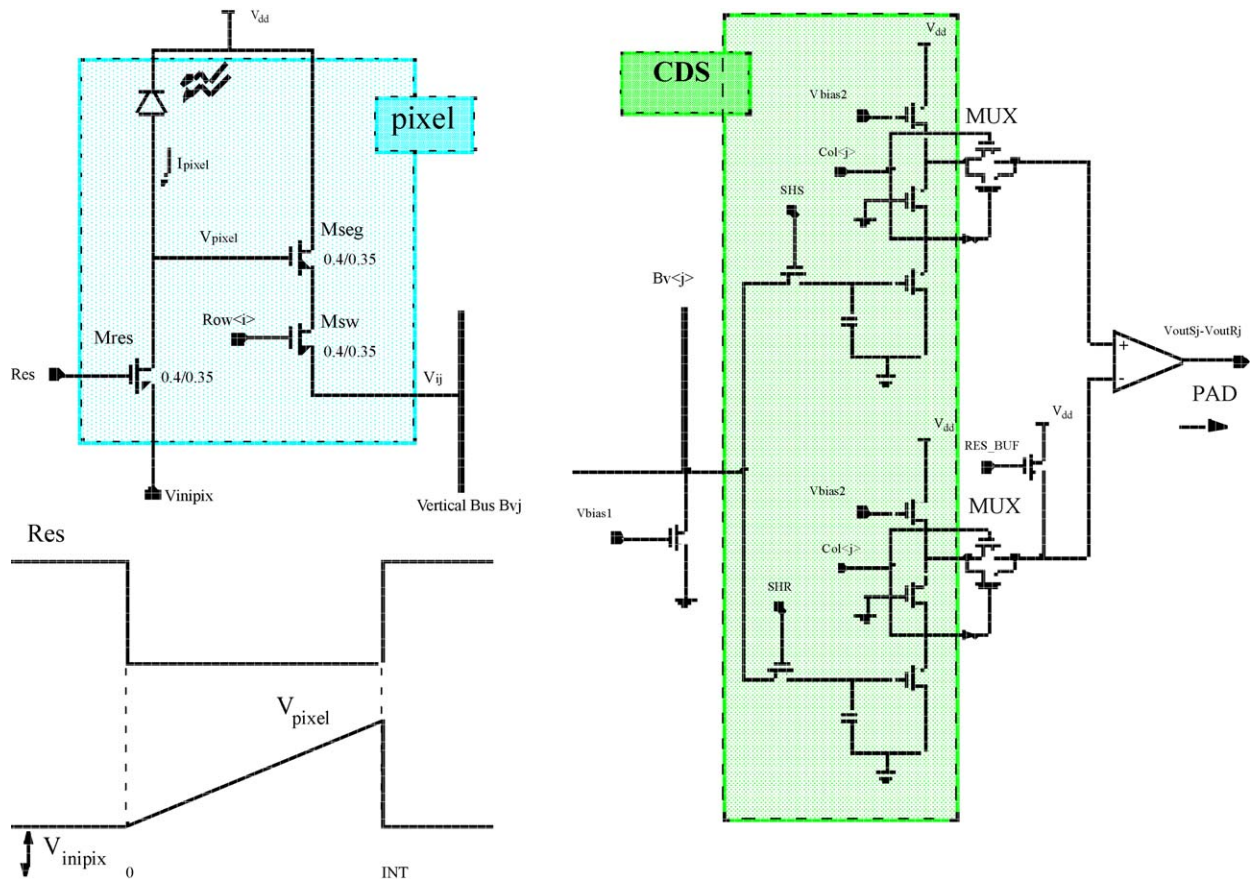 Vdd
pixel
Ipixel
Vpixel
Mseg
0.4/0.35
Row<i>
Msw
0.4/0.35
Mres
Res
0.4/0.35
Vij
Vinipix
Vertical Bus Bvj
Res
Vpixel
Vinipix
0
INT
CDS
Vdd
Vbias2
MUX
Col<j>
SHS
Bv<j>
VoutSj-VoutRj
+
-
PAD
Vdd
Vdd
RES_BUF
Vbias2
MUX
Vbias1
Col<j>
SHR